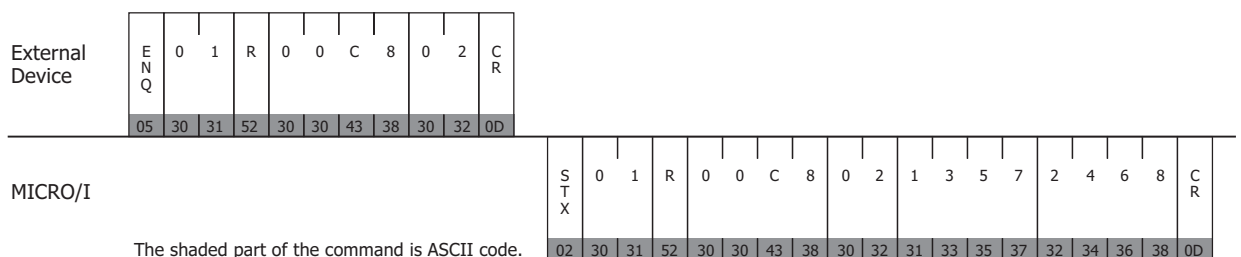 External Device
E N Q 0 1 R 0 0 C 8 0 2 C R
05 30 31 52 30 30 43 38 30 32 0D
MICRO/I
S T X 0 1 R 0 0 C 8 0 2 1 3 5 7 2 4 6 8 C R
The shaded part of the command is ASCII code.
02 30 31 52 30 30 43 38 30 32 31 33 35 37 32 34 36 38 0D